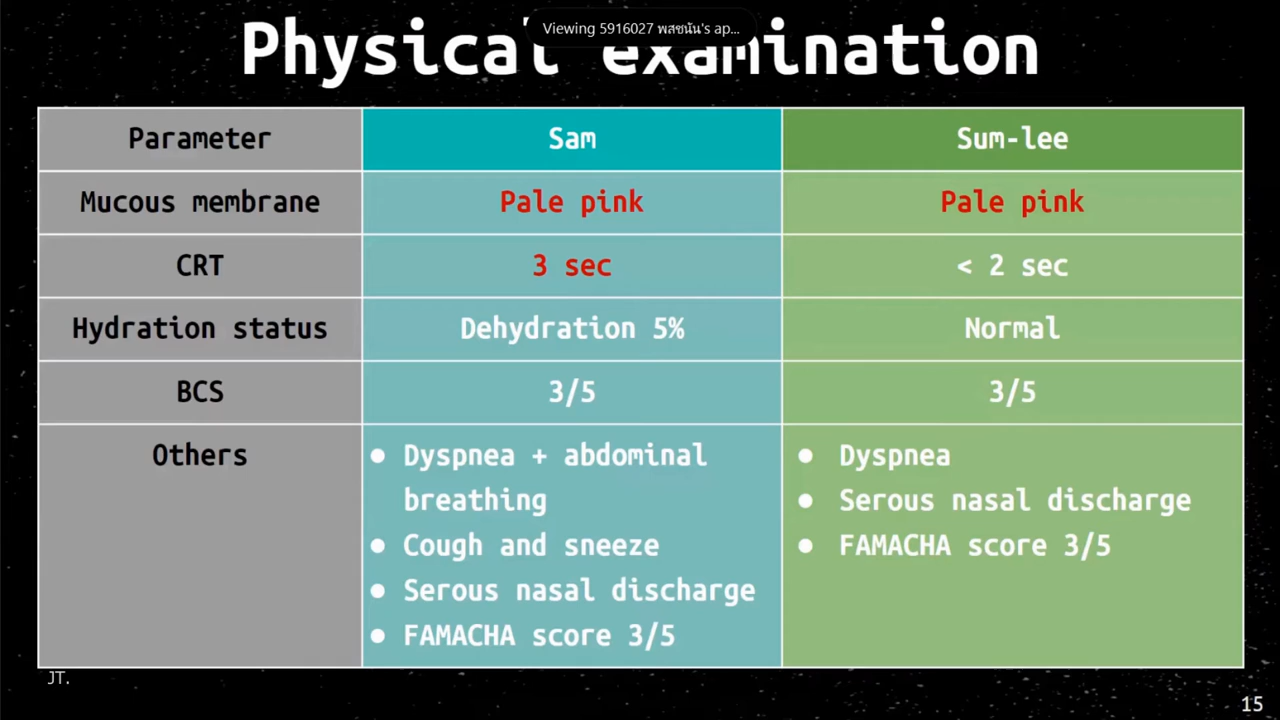 Viewing 5916027 พสชนัน's ap...
Physical examination
Parameter Sam Sum-lee
Mucous membrane Pale pink Pale pink
CRT 3 sec < 2 sec
Hydration status Dehydration 5% Normal
BCS 3/5 3/5
Others
● Dyspnea + abdominal
breathing
● Cough and sneeze
● Serous nasal discharge
● FAMACHA score 3/5
● Dyspnea
● Serous nasal discharge
● FAMACHA score 3/5
JT.
15